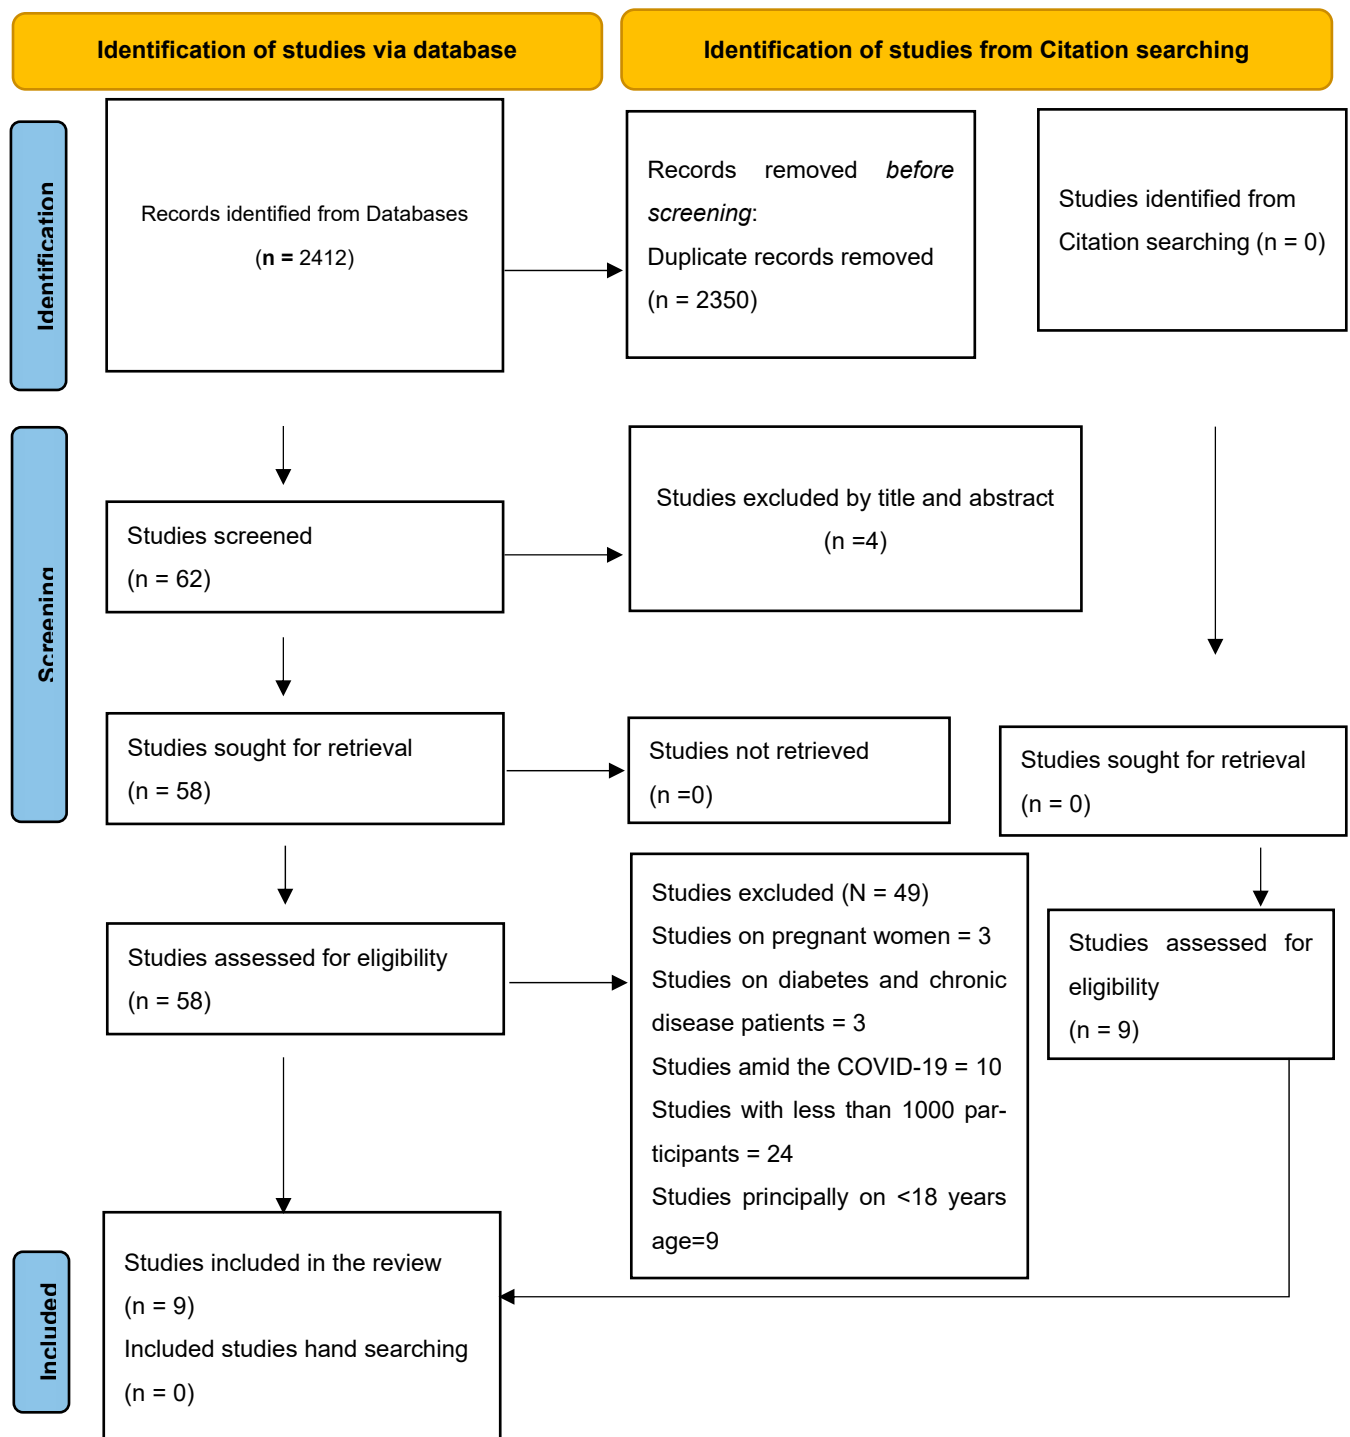 Identification of studies via database
Identification of studies from Citation searching
Identification
Records identified from Databases
(n = 2412)
Records removed before
screening:
Duplicate records removed
(n = 2350)
Studies identified from
Citation searching (n = 0)
Screening
Studies screened
(n = 62)
Studies excluded by title and abstract
(n =4)
Studies sought for retrieval
(n = 58)
Studies not retrieved
(n =0)
Studies sought for retrieval
(n = 0)
Studies assessed for eligibility
(n = 58)
Studies excluded (N = 49)
Studies on pregnant women = 3
Studies on diabetes and chronic
disease patients = 3
Studies amid the COVID-19 = 10
Studies with less than 1000 par-
ticipants = 24
Studies principally on <18 years
age=9
Studies assessed for
eligibility
(n = 9)
Included
Studies included in the review
(n = 9)
Included studies hand searching
(n = 0)